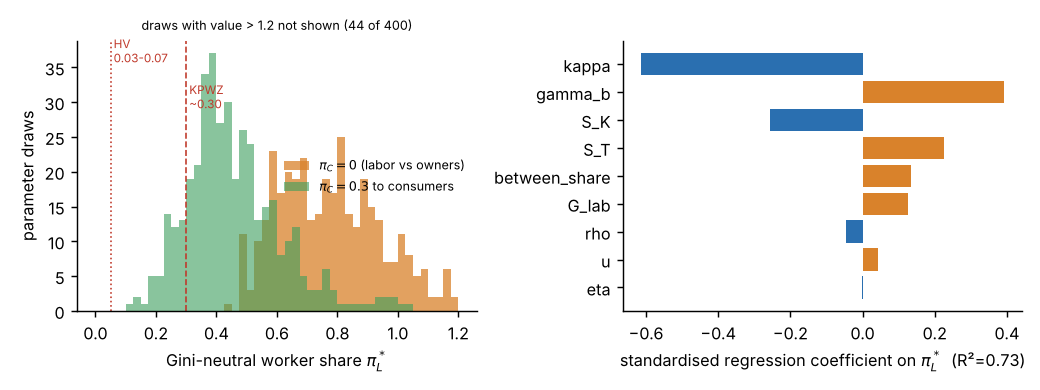 draws with value > 1.2 not shown (44 of 400)
HV
0.03-0.07
KPWZ
~0.30
π_C = 0 (labor vs owners)
π_C = 0.3 to consumers
parameter draws
35
30
25
20
15
10
5
0
0.0 0.2 0.4 0.6 0.8 1.0 1.2
Gini-neutral worker share π_L^*
kappa
gamma_b
S_K
S_T
between_share
G_lab
rho
u
eta
−0.6 −0.4 −0.2 0.0 0.2 0.4
standardised regression coefficient on π_L^* (R²=0.73)